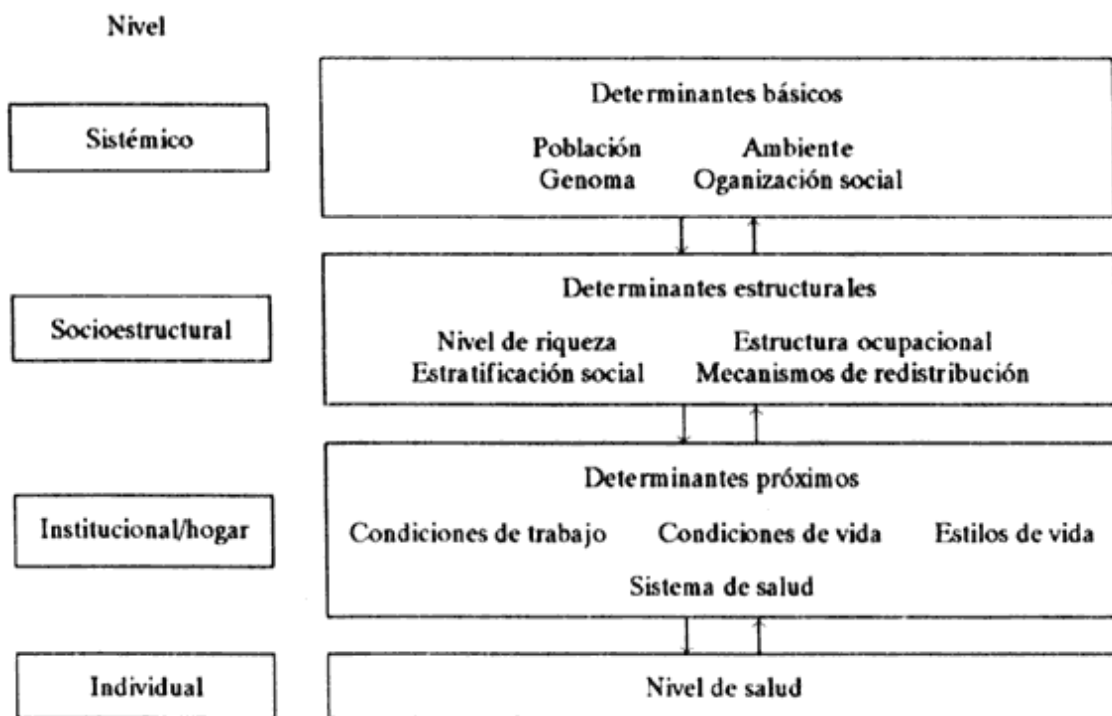 Nivel
Sistémico
Determinantes básicos
Población Ambiente
Genoma Oganización social
Socioestructural
Determinantes estructurales
Nivel de riqueza Estructura ocupacional
Estratificación social Mecanismos de redistribución
Institucional/hogar
Determinantes próximos
Condiciones de trabajo Condiciones de vida Estilos de vida
Sistema de salud
Individual
Nivel de salud